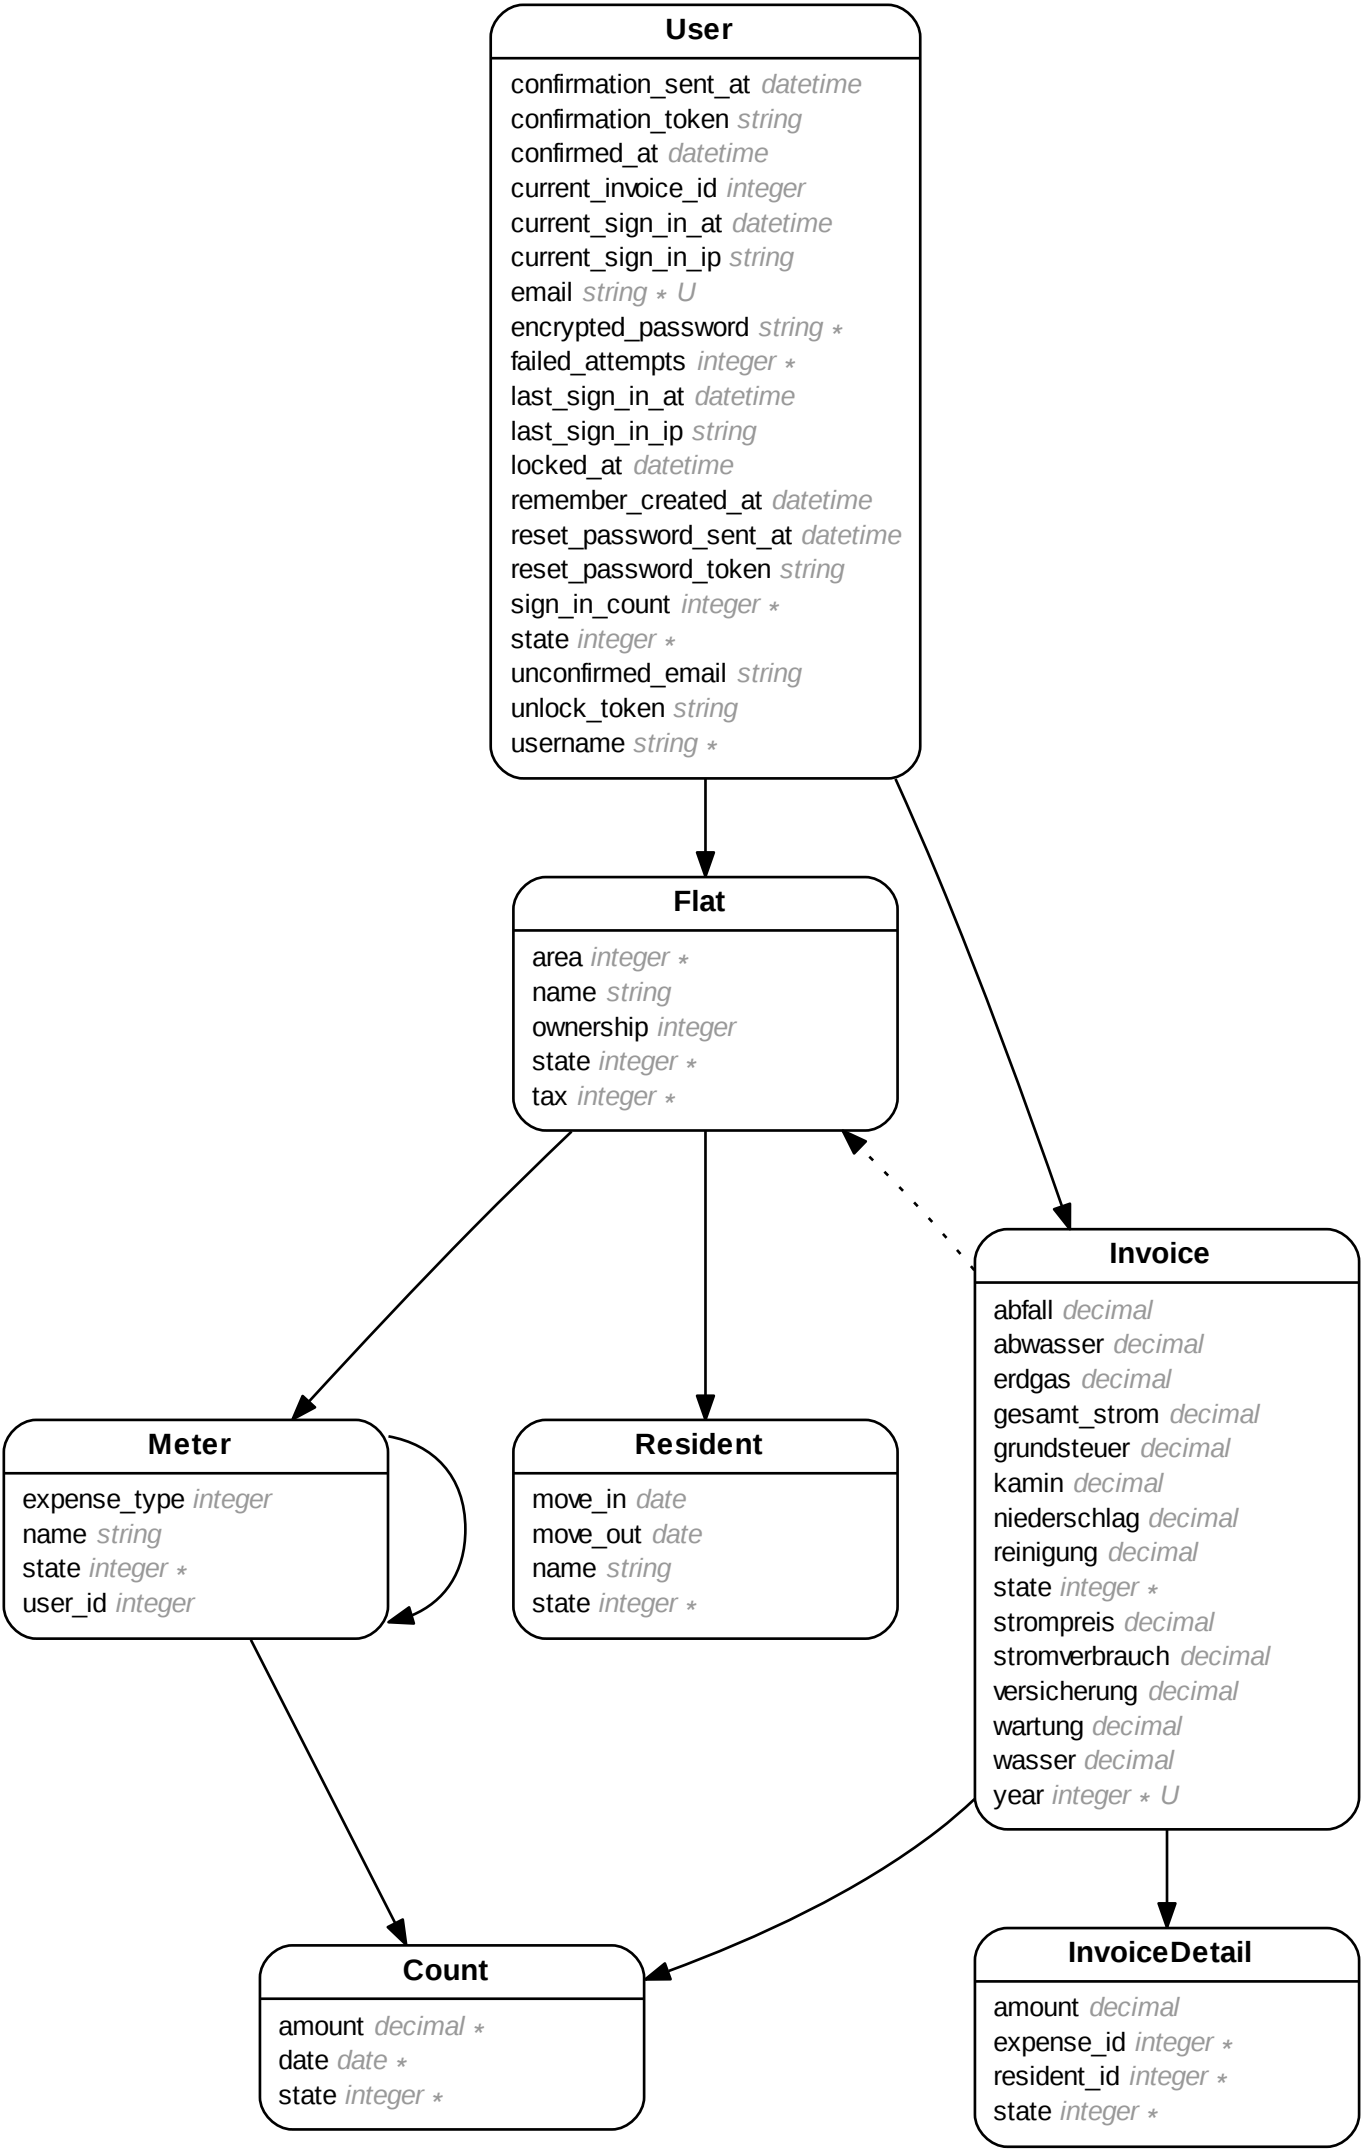 User
confirmation_sent_at datetime
confirmation_token string
confirmed_at datetime
current_invoice_id integer
current_sign_in_at datetime
current_sign_in_ip string
email string * U
encrypted_password string *
failed_attempts integer *
last_sign_in_at datetime
last_sign_in_ip string
locked_at datetime
remember_created_at datetime
reset_password_sent_at datetime
reset_password_token string
sign_in_count integer *
state integer *
unconfirmed_email string
unlock_token string
username string *
Flat
area integer *
name string
ownership integer
state integer *
tax integer *
Invoice
abfall decimal
abwasser decimal
erdgas decimal
gesamt_strom decimal
grundsteuer decimal
kamin decimal
niederschlag decimal
reinigung decimal
state integer *
strompreis decimal
stromverbrauch decimal
versicherung decimal
wartung decimal
wasser decimal
year integer * U
Meter
expense_type integer
name string
state integer *
user_id integer
Resident
move_in date
move_out date
name string
state integer *
Count
amount decimal *
date date *
state integer *
InvoiceDetail
amount decimal
expense_id integer *
resident_id integer *
state integer *